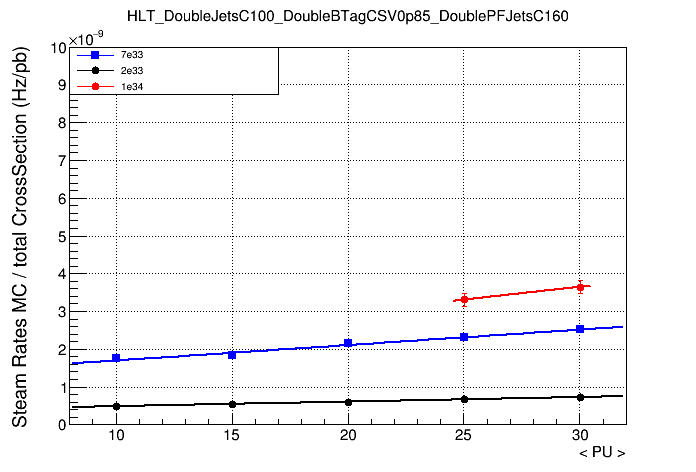 HLT_DoubleJetsC100_DoubleBTagCSV0p85_DoublePFJetsC160
×10⁻⁹
Steam Rates MC / total CrossSection (Hz/pb)
7e33
2e33
1e34
10
9
8
7
6
5
4
3
2
1
0
10 15 20 25 30
< PU >